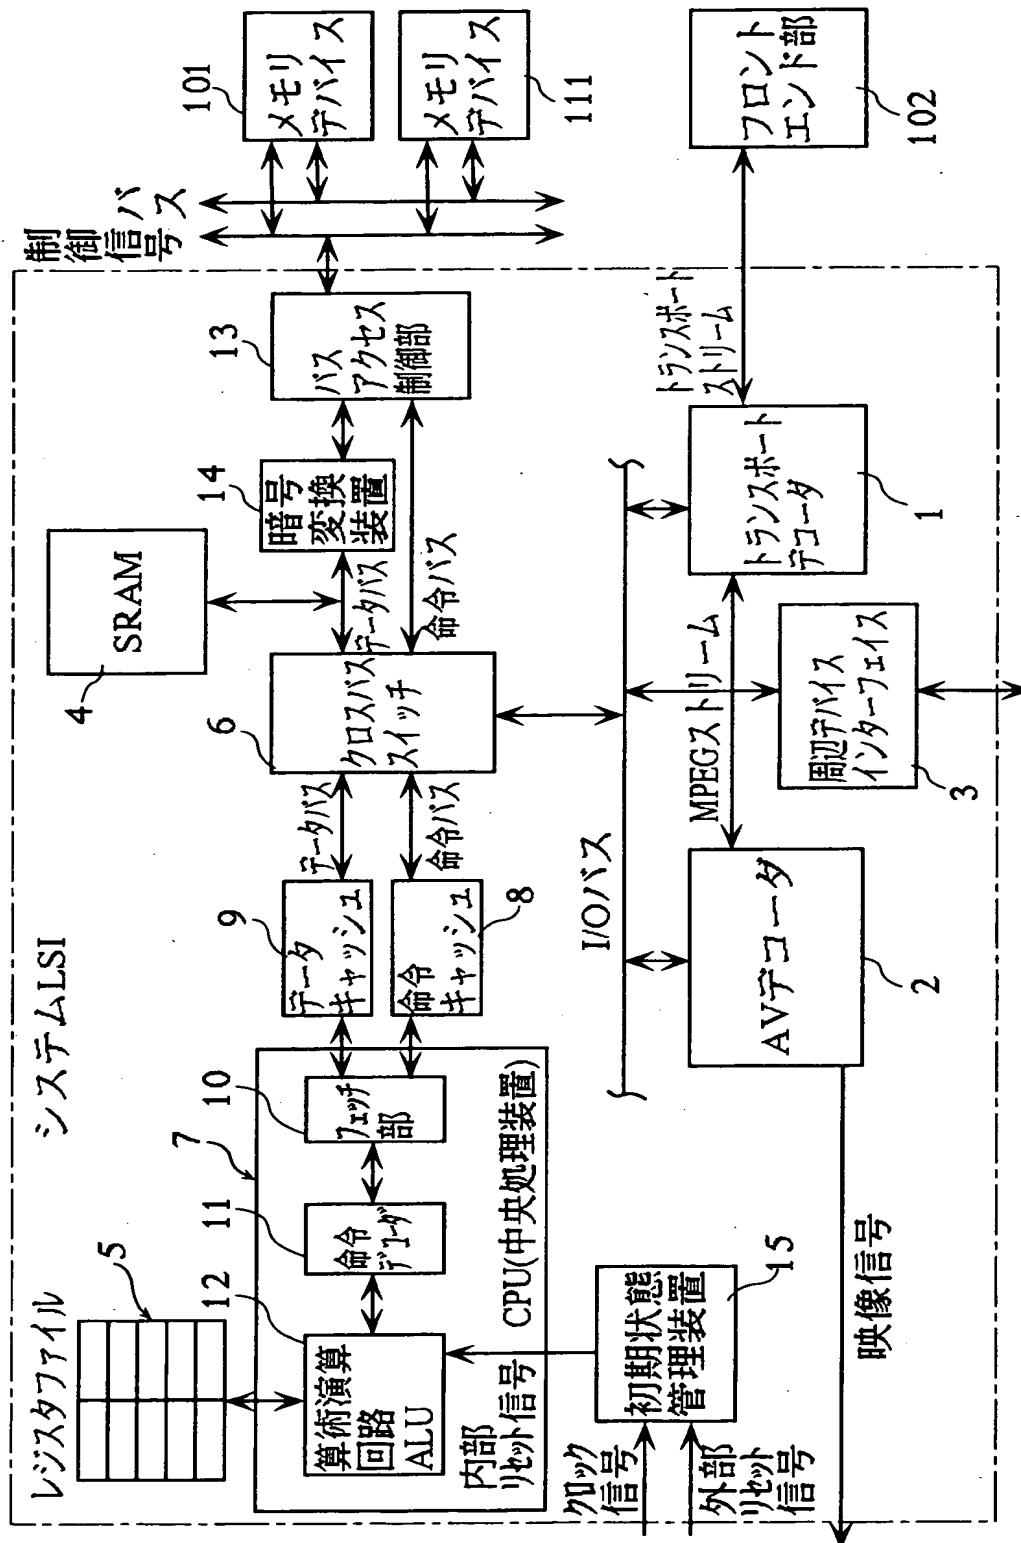 システムLSI
レジスタファイル
5
7
12
算術演算
回路
ALU
11
命令
デコーダ
10
フェッチ
部
CPU(中央処理装置)
内部
リセット信号
9
データ
キャッシュ
命令
キャッシュ
8
データバス
命令バス
6
クロスバス
スイッチ
4
SRAM
データバス
命令バス
14
暗号
変換
装置
13
バス
アクセス
制御部
制御信号
バス
101
メモリ
デバイス
メモリ
デバイス
111
I/Oバス
クロック
信号
外部
リセット
信号
初期状態
管理装置
15
AVデコーダ
2
映像信号
MPEGストリーム
周辺デバイス
インターフェイス
3
トランスポート
デコーダ
1
トランスポート
ストリーム
フロント
エンド部
102